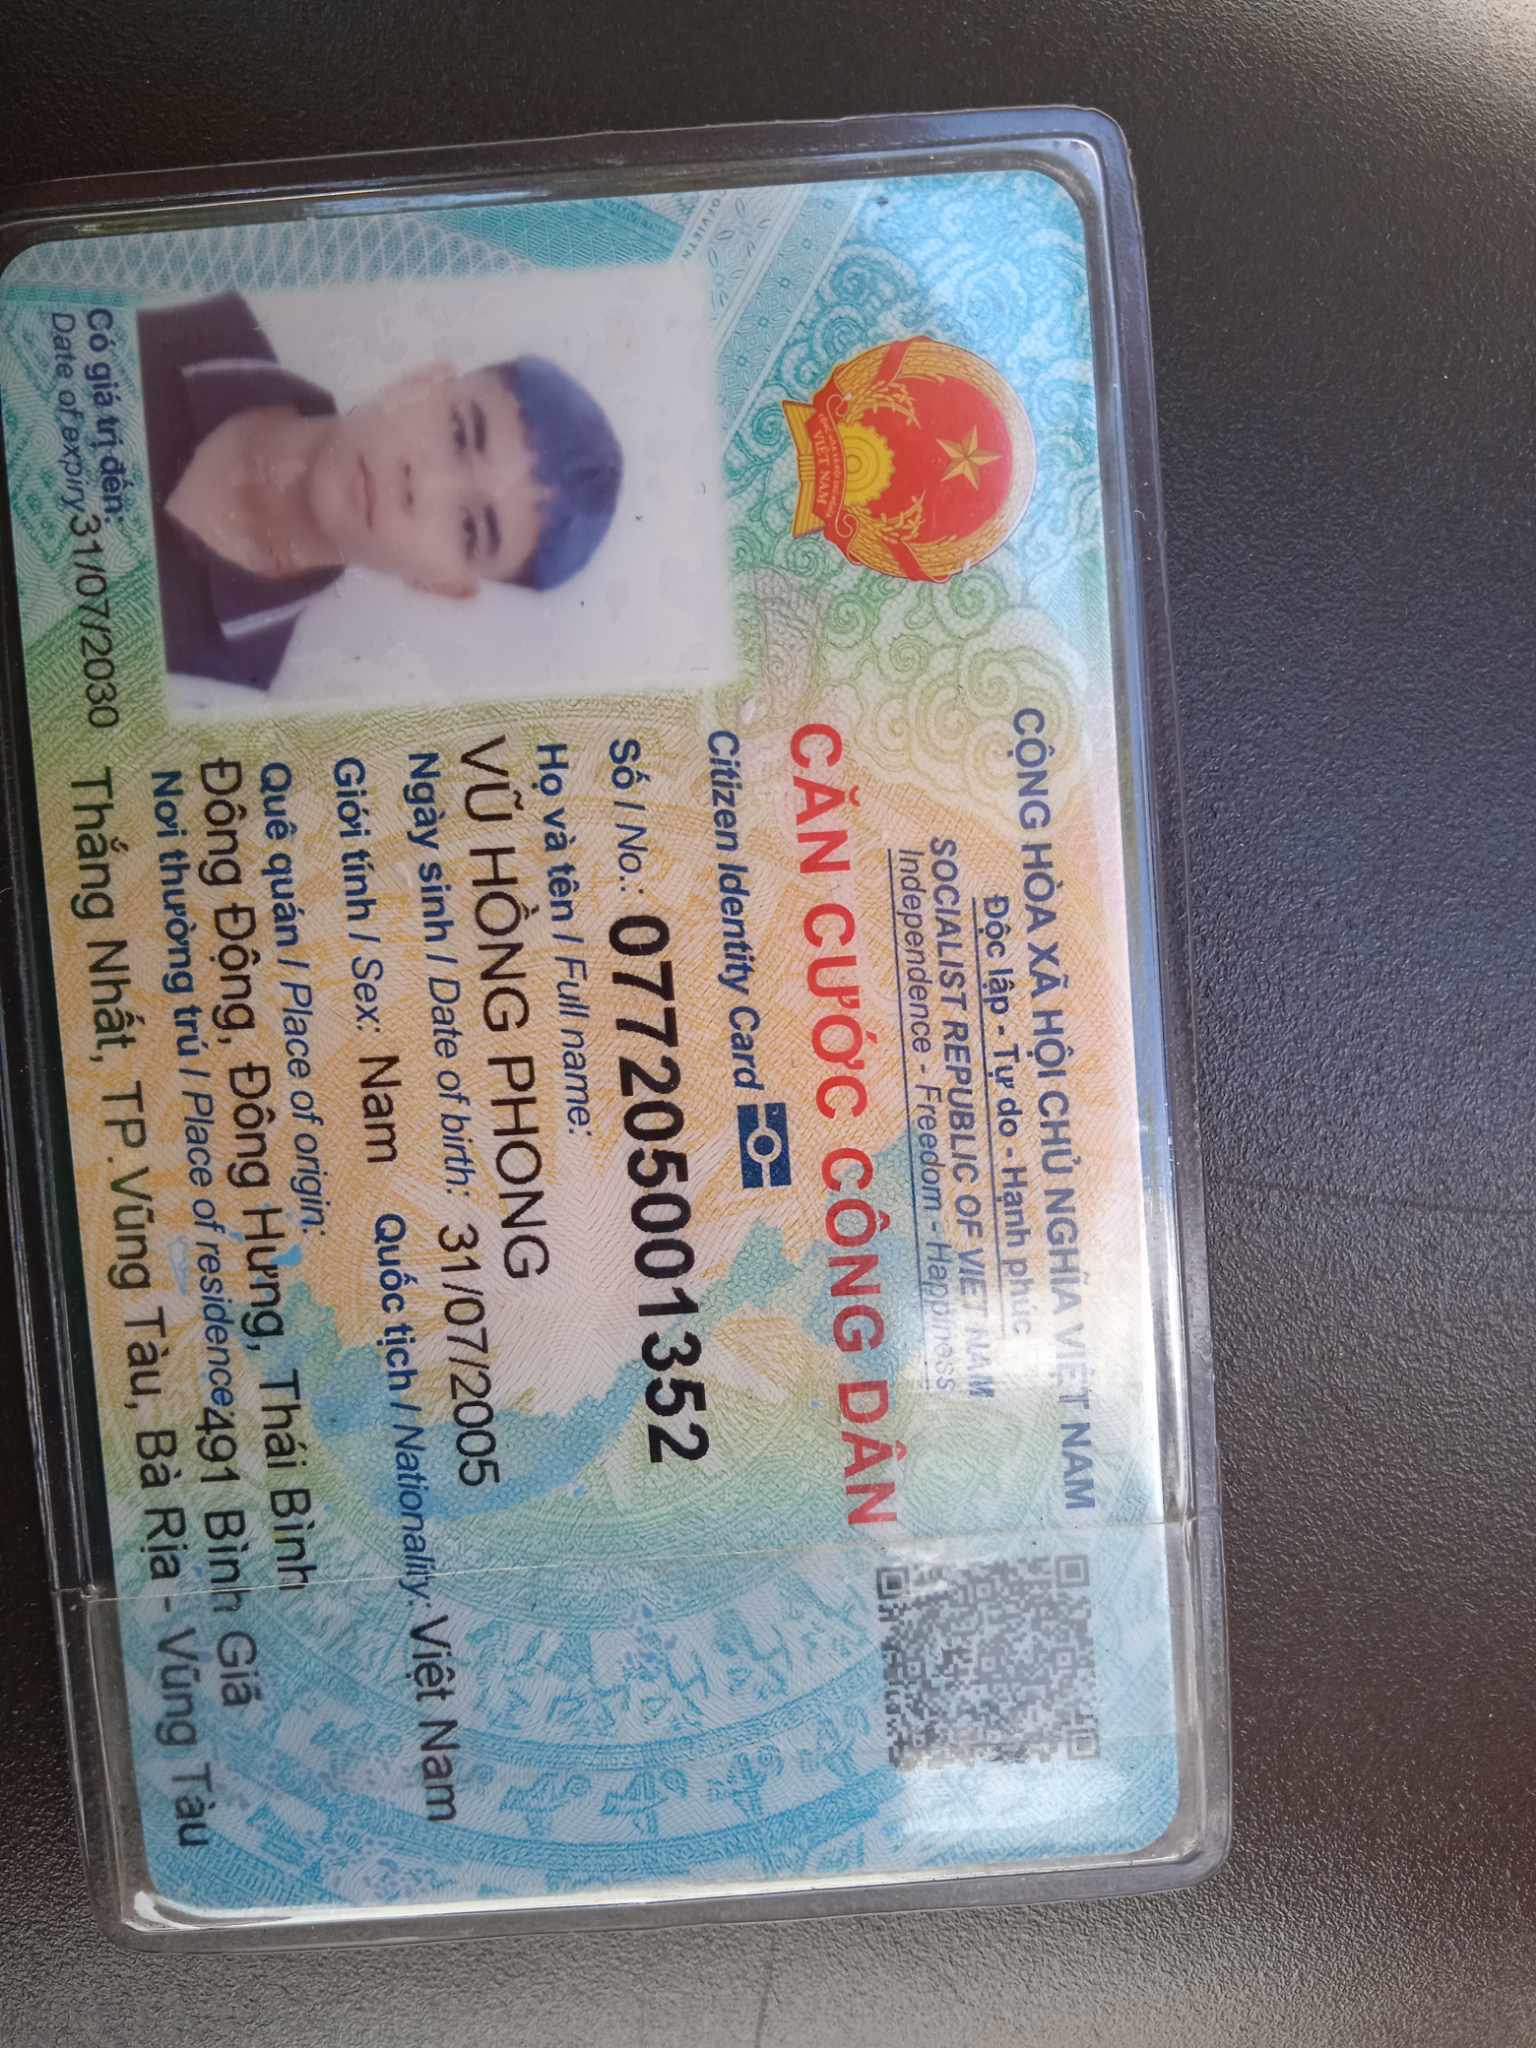 CỘNG HÒA XÃ HỘI CHỦ NGHĨA VIỆT NAM
Độc lập - Tự do - Hạnh phúc
SOCIALIST REPUBLIC OF VIET NAM
Independence - Freedom - Happiness
CĂN CƯỚC CÔNG DÂN
Citizen Identity Card
Số / No.: 077205001352
Họ và tên / Full name:
VŨ HỒNG PHONG
Ngày sinh / Date of birth: 31/07/2005
Giới tính / Sex: Nam Quốc tịch / Nationality: Việt Nam
Quê quán / Place of origin:
Đông Động, Đông Hưng, Thái Bình
Nơi thường trú / Place of residence 491 Bình Giã
Thắng Nhất, TP.Vũng Tàu, Bà Rịa - Vũng Tàu
Có giá trị đến: 31/07/2030
Date of expiry
VIỆT NAM